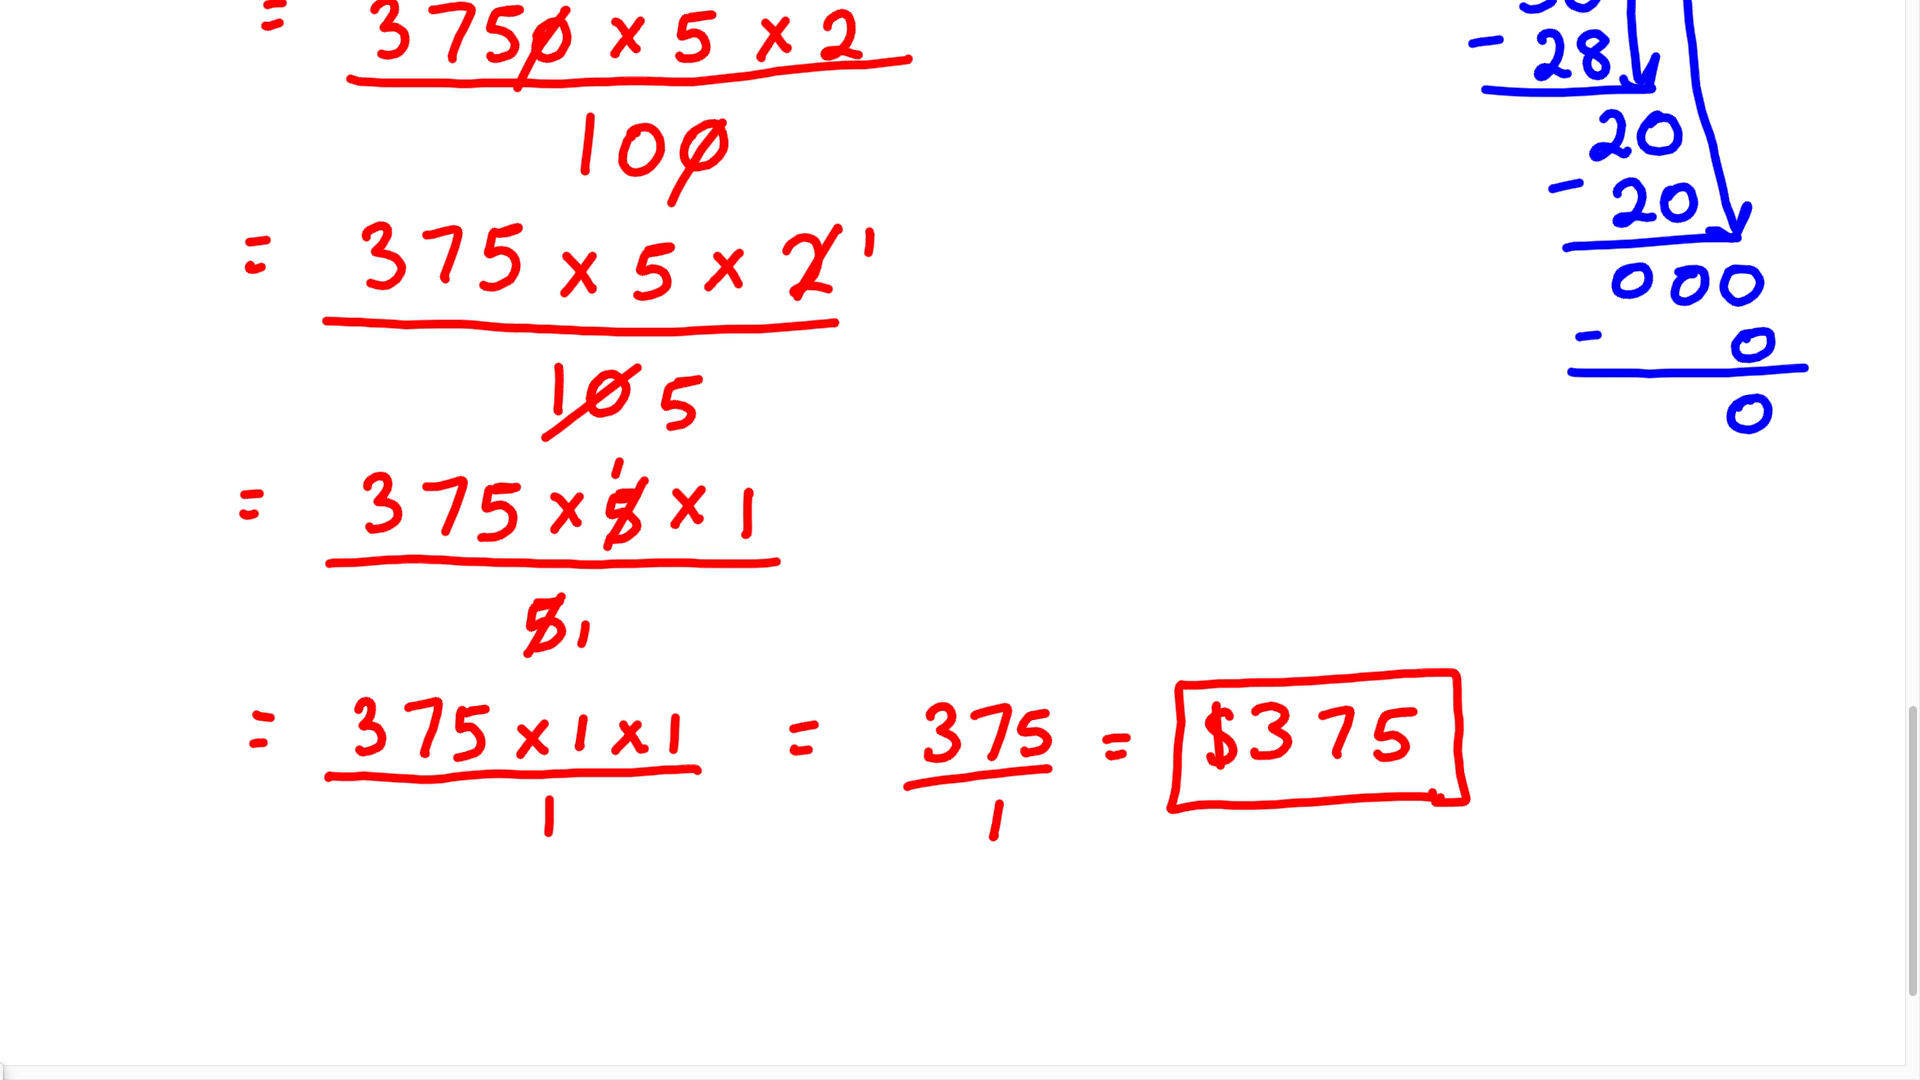 = 3750 x 5 x 2
100
= 375 x 5 x 2 1
10 5
1
= 375 x 5 x 1
5 1
= 375 x 1 x 1 = 375 = $375
1 1
- 28
20
- 20
000
- 0
0